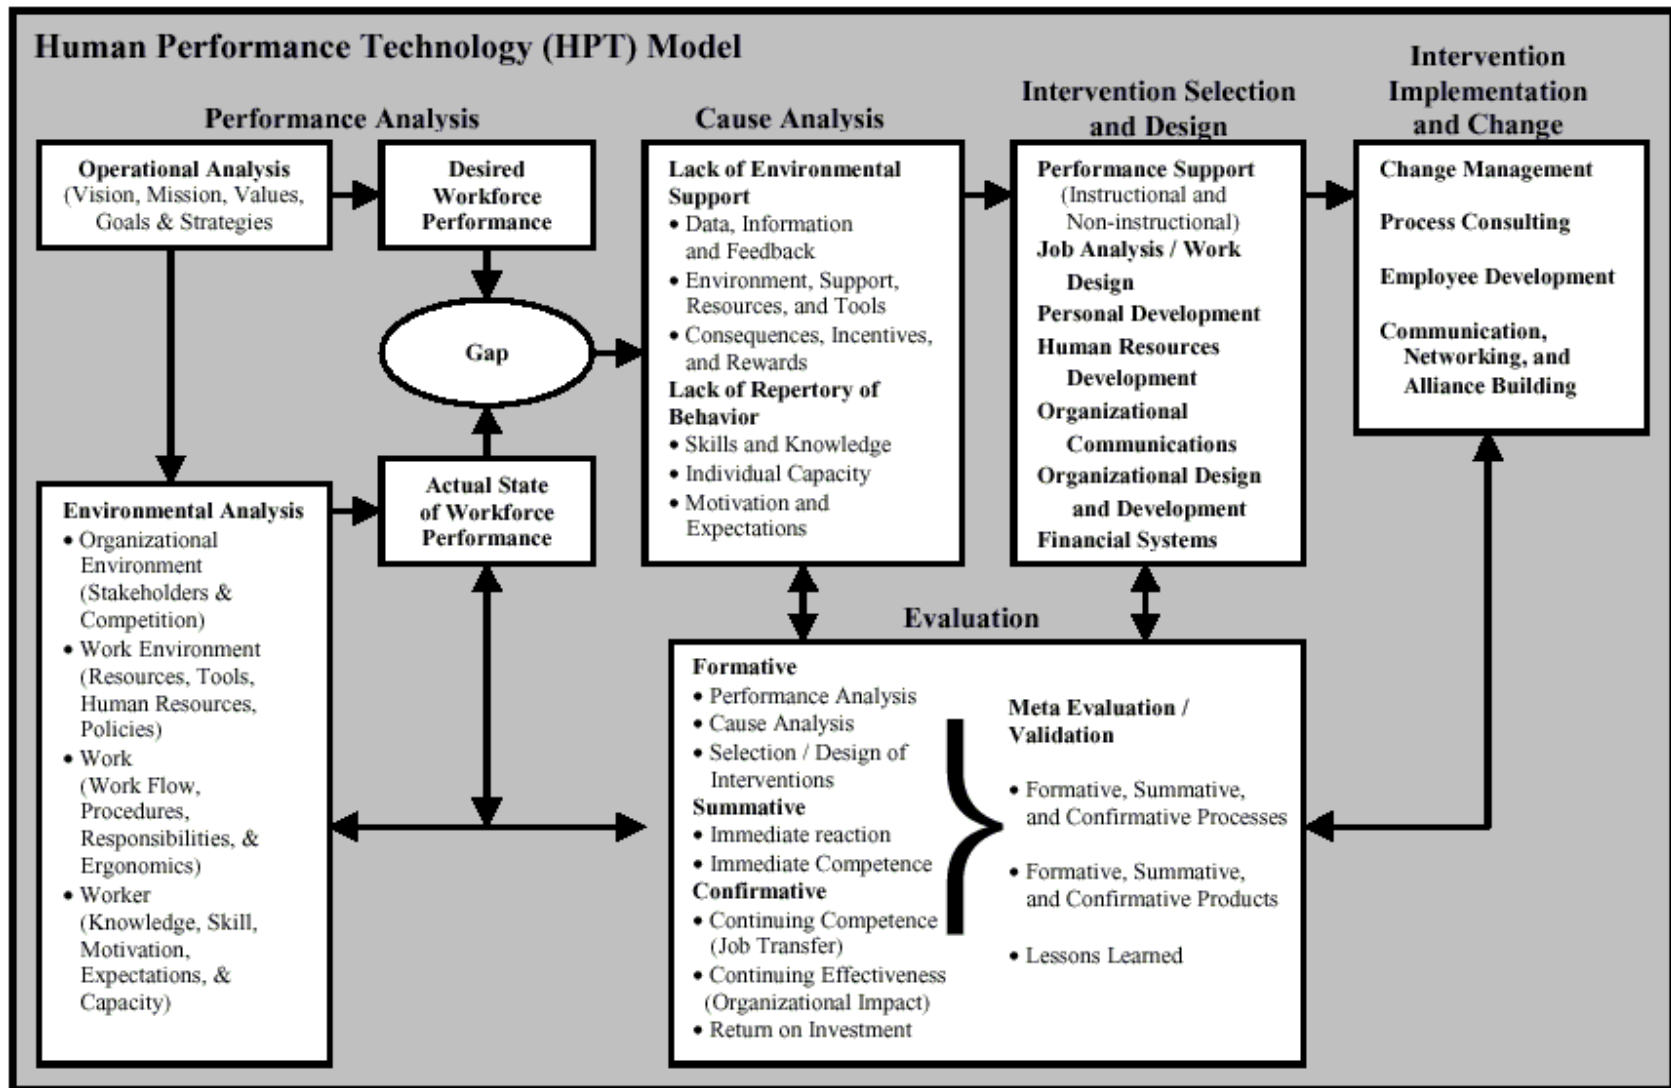 Human Performance Technology (HPT) Model
Performance Analysis
Operational Analysis
(Vision, Mission, Values,
Goals & Strategies
Desired
Workforce
Performance
Gap
Environmental Analysis
• Organizational
Environment
(Stakeholders &
Competition)
• Work Environment
(Resources, Tools,
Human Resources,
Policies)
• Work
(Work Flow,
Procedures,
Responsibilities, &
Ergonomics)
• Worker
(Knowledge, Skill,
Motivation,
Expectations, &
Capacity)
Actual State
of Workforce
Performance
Cause Analysis
Lack of Environmental
Support
• Data, Information
and Feedback
• Environment, Support,
Resources, and Tools
• Consequences, Incentives,
and Rewards
Lack of Repertory of
Behavior
• Skills and Knowledge
• Individual Capacity
• Motivation and
Expectations
Intervention Selection
and Design
Performance Support
(Instructional and
Non-instructional)
Job Analysis / Work
Design
Personal Development
Human Resources
Development
Organizational
Communications
Organizational Design
and Development
Financial Systems
Intervention
Implementation
and Change
Change Management
Process Consulting
Employee Development
Communication,
Networking, and
Alliance Building
Evaluation
Formative
• Performance Analysis
• Cause Analysis
• Selection / Design of
Interventions
Summative
• Immediate reaction
• Immediate Competence
Confirmative
• Continuing Competence
(Job Transfer)
• Continuing Effectiveness
(Organizational Impact)
• Return on Investment
Meta Evaluation /
Validation
• Formative, Summative,
and Confirmative Processes
• Formative, Summative,
and Confirmative Products
• Lessons Learned